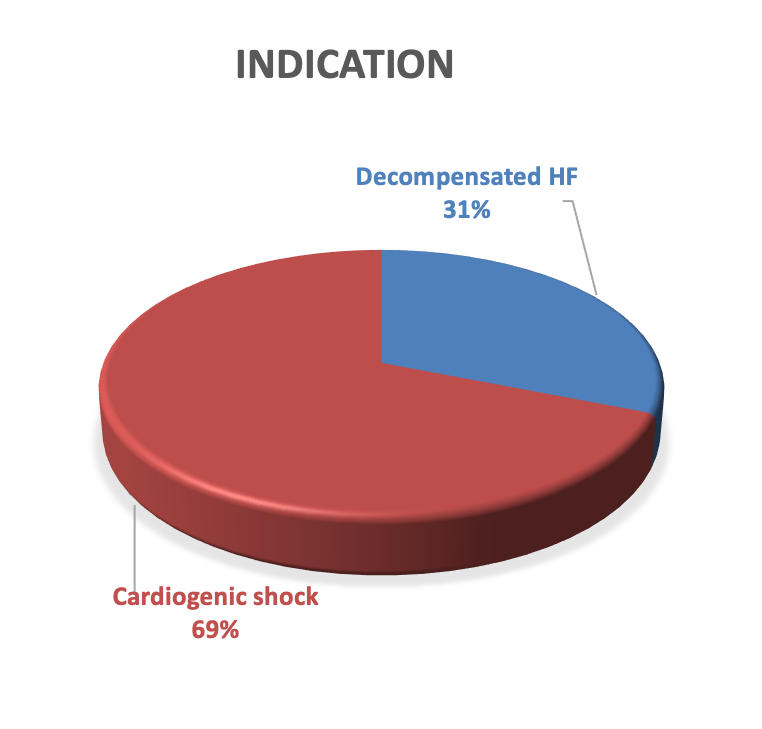 INDICATION
Decompensated HF
31%
Cardiogenic shock
69%